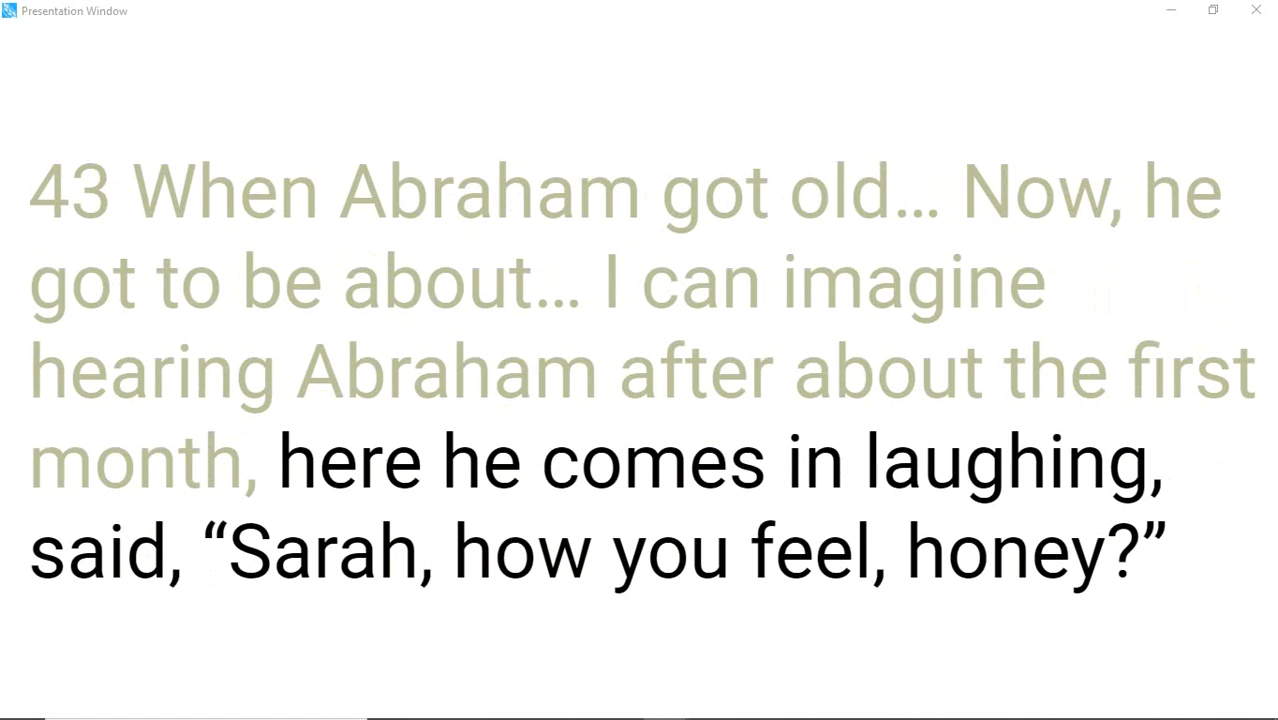 Presentation Window
43 When Abraham got old… Now, he
got to be about… I can imagine
hearing Abraham after about the first
month, here he comes in laughing,
said, “Sarah, how you feel, honey?”